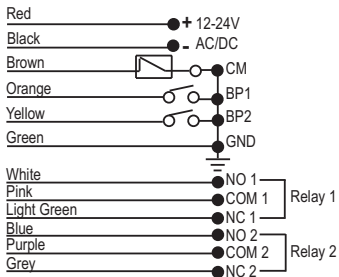 Red + 12-24V
Black - AC/DC
Brown CM
Orange BP1
Yellow BP2
Green GND
White NO 1
Pink COM 1 Relay 1
Light Green NC 1
Blue NO 2
Purple COM 2 Relay 2
Grey NC 2